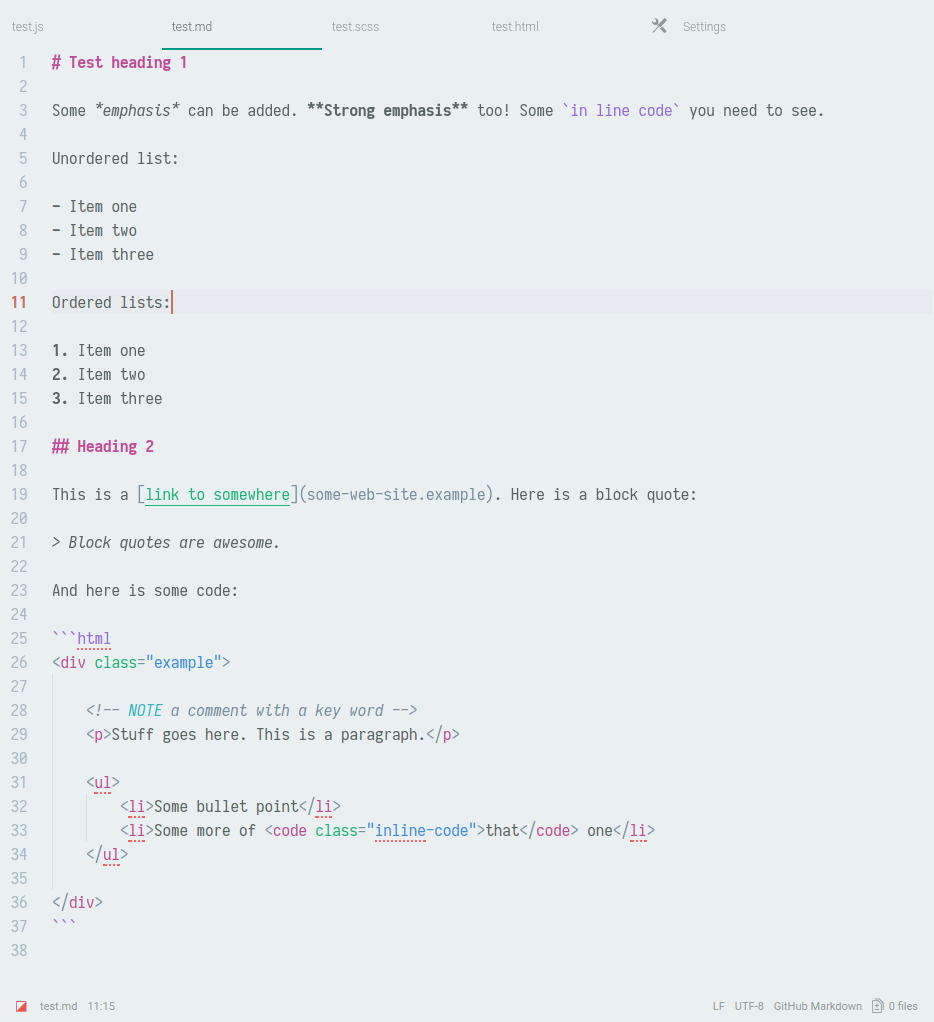 test.js test.md test.scss test.html Settings
1 # Test heading 1
2
3 Some *emphasis* can be added. **Strong emphasis** too! Some `in line code` you need to see.
4
5 Unordered list:
6
7 - Item one
8 - Item two
9 - Item three
10
11 Ordered lists:
12
13 1. Item one
14 2. Item two
15 3. Item three
16
17 ## Heading 2
18
19 This is a [link to somewhere](some-web-site.example). Here is a block quote:
20
21 > Block quotes are awesome.
22
23 And here is some code:
24
25 ```html
26 <div class="example">
27
28     <!-- NOTE a comment with a key word -->
29     <p>Stuff goes here. This is a paragraph.</p>
30
31     <ul>
32         <li>Some bullet point</li>
33         <li>Some more of <code class="inline-code">that</code> one</li>
34     </ul>
35
36 </div>
37 ```
38
test.md 11:15 LF UTF-8 GitHub Markdown 0 files